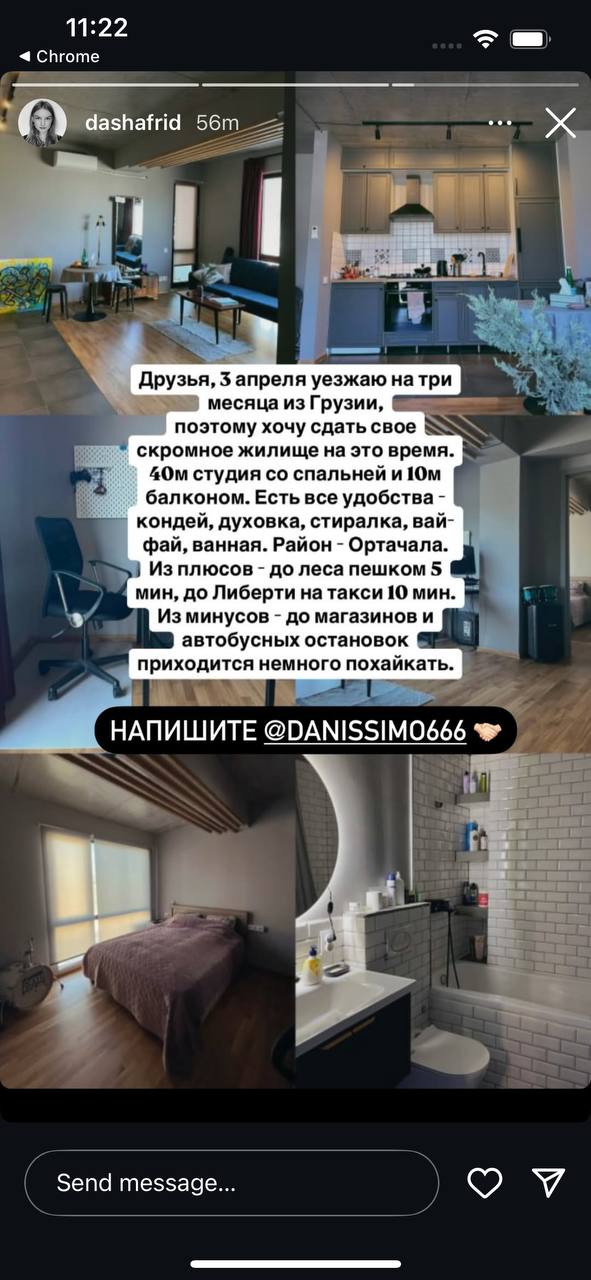 11:22
◀ Chrome
dashafrid 56m
Друзья, 3 апреля уезжаю на три
месяца из Грузии,
поэтому хочу сдать свое
скромное жилище на это время.
40м студия со спальней и 10м
балконом. Есть все удобства -
кондей, духовка, стиралка, вай-
фай, ванная. Район - Ортачала.
Из плюсов - до леса пешком 5
мин, до Либерти на такси 10 мин.
Из минусов - до магазинов и
автобусных остановок
приходится немного похайкать.
НАПИШИТЕ @DANISSIMO666 🤝🏻
Send message...